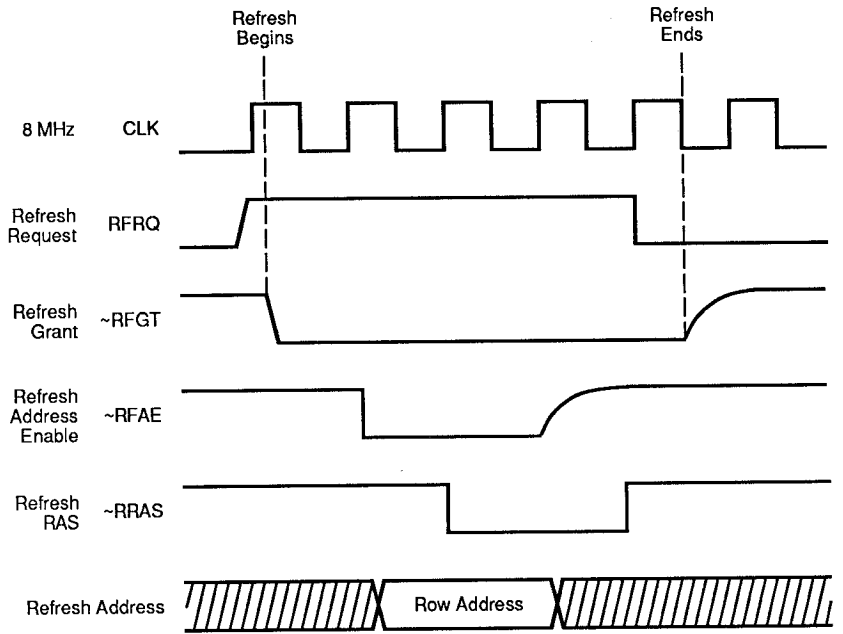 Refresh
Begins
Refresh
Ends
8 MHz CLK
Refresh
Request RFRQ
Refresh
Grant ~RFGT
Refresh
Address
Enable ~RFAE
Refresh
RAS ~RRAS
Refresh Address Row Address